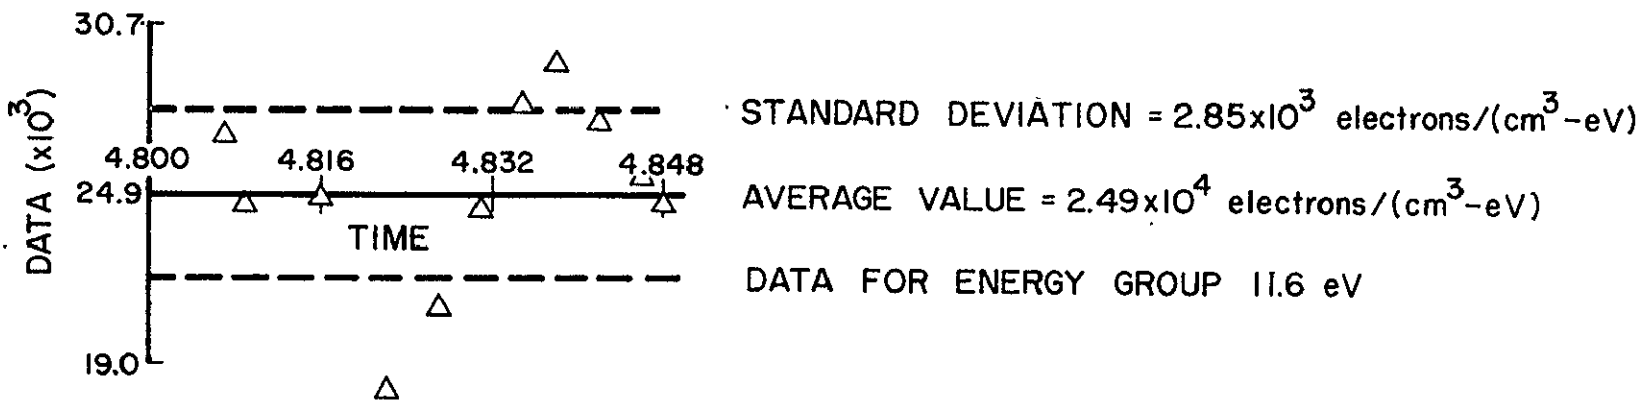 30.7
STANDARD DEVIATION = 2.85x10³ electrons/(cm³-eV)
4.800 4.816 4.832 4.848
DATA (x10³)
24.9
AVERAGE VALUE = 2.49x10⁴ electrons/(cm³-eV)
TIME
DATA FOR ENERGY GROUP 11.6 eV
19.0